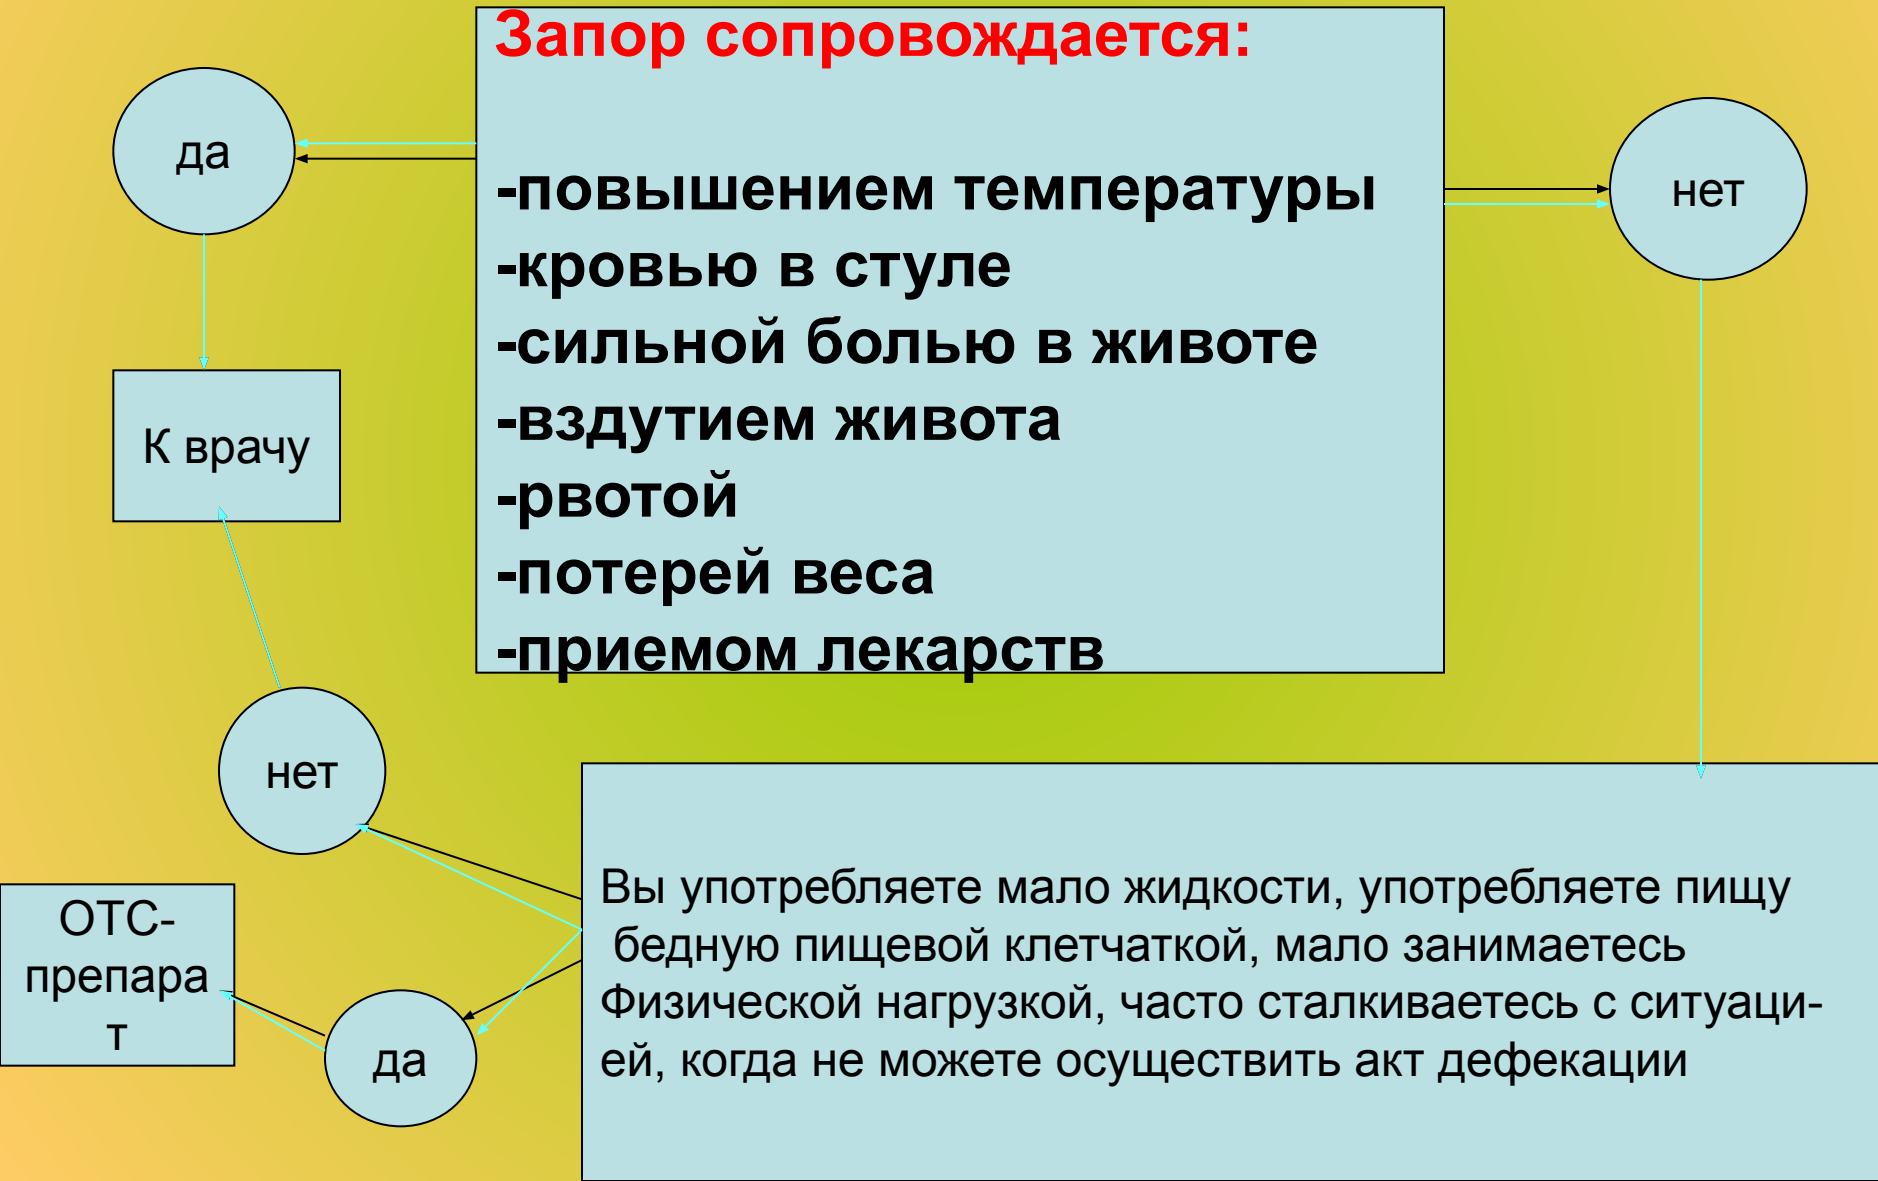 Запор сопровождается:
-повышением температуры
-кровью в стуле
-сильной болью в животе
-вздутием живота
-рвотой
-потерей веса
-приемом лекарств
да
нет
К врачу
нет
Вы употребляете мало жидкости, употребляете пищу
бедную пищевой клетчаткой, мало занимаетесь
Физической нагрузкой, часто сталкиваетесь с ситуаци-
ей, когда не можете осуществить акт дефекации
ОТС-
препара
т
да